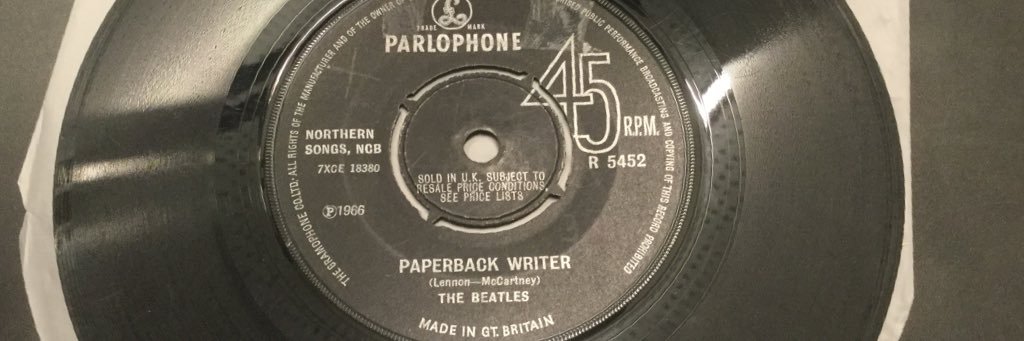 THE GRAMOPHONE CO. LTD. ALL RIGHTS OF THE MANUFACTURER AND OF THE OWNER OF
PUBLIC PERFORMANCE BROADCASTING AND COPYING OF THIS RECORD PROHIBITED
TRADE MARK
PARLOPHONE
45
R.P.M.
R 5452
NORTHERN
SONGS, NCB
7XCE 18380
SOLD IN U.K. SUBJECT TO
RESALE PRICE CONDITIONS
SEE PRICE LISTS
℗1966
PAPERBACK WRITER
(Lennon—McCartney)
THE BEATLES
MADE IN GT. BRITAIN